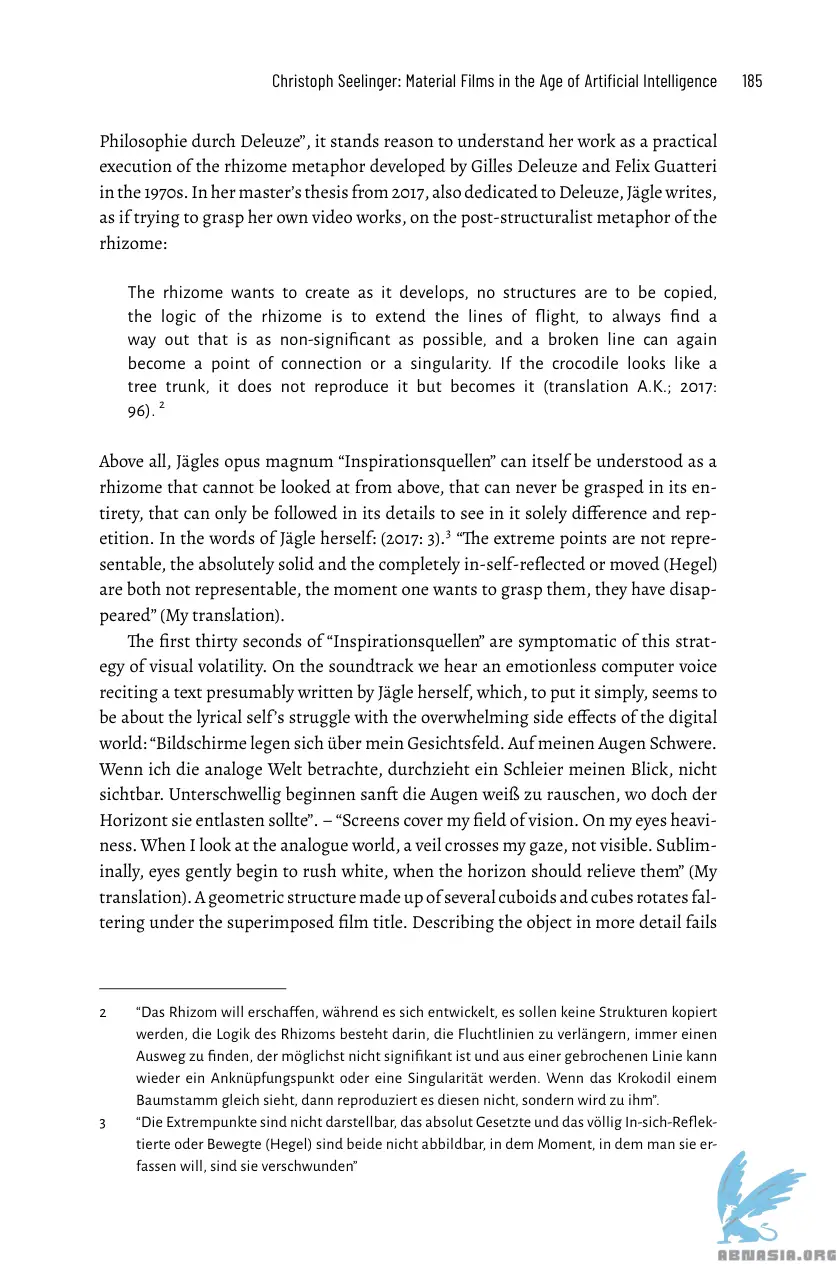 Christoph Seelinger: Material Films in the Age of Artificial Intelligence 185
Philosophie durch Deleuze”, it stands reason to understand her work as a practical
execution of the rhizome metaphor developed by Gilles Deleuze and Felix Guatteri
in the 1970s. In her master’s thesis from 2017, also dedicated to Deleuze, Jägle writes,
as if trying to grasp her own video works, on the post-structuralist metaphor of the
rhizome:
The rhizome wants to create as it develops, no structures are to be copied,
the logic of the rhizome is to extend the lines of flight, to always find a
way out that is as non-significant as possible, and a broken line can again
become a point of connection or a singularity. If the crocodile looks like a
tree trunk, it does not reproduce it but becomes it (translation A.K.; 2017:
96). 2
Above all, Jägles opus magnum “Inspirationsquellen” can itself be understood as a
rhizome that cannot be looked at from above, that can never be grasped in its en-
tirety, that can only be followed in its details to see in it solely difference and rep-
etition. In the words of Jägle herself: (2017: 3).3 “The extreme points are not repre-
sentable, the absolutely solid and the completely in-self-reflected or moved (Hegel)
are both not representable, the moment one wants to grasp them, they have disap-
peared” (My translation).
The first thirty seconds of “Inspirationsquellen” are symptomatic of this strat-
egy of visual volatility. On the soundtrack we hear an emotionless computer voice
reciting a text presumably written by Jägle herself, which, to put it simply, seems to
be about the lyrical self’s struggle with the overwhelming side effects of the digital
world: “Bildschirme legen sich über mein Gesichtsfeld. Auf meinen Augen Schwere.
Wenn ich die analoge Welt betrachte, durchzieht ein Schleier meinen Blick, nicht
sichtbar. Unterschwellig beginnen sanft die Augen weiß zu rauschen, wo doch der
Horizont sie entlasten sollte”. – “Screens cover my field of vision. On my eyes heavi-
ness. When I look at the analogue world, a veil crosses my gaze, not visible. Sublim-
inally, eyes gently begin to rush white, when the horizon should relieve them” (My
translation). A geometric structure made up of several cuboids and cubes rotates fal-
tering under the superimposed film title. Describing the object in more detail fails
2 “Das Rhizom will erschaffen, während es sich entwickelt, es sollen keine Strukturen kopiert
werden, die Logik des Rhizoms besteht darin, die Fluchtlinien zu verlängern, immer einen
Ausweg zu finden, der möglichst nicht signifikant ist und aus einer gebrochenen Linie kann
wieder ein Anknüpfungspunkt oder eine Singularität werden. Wenn das Krokodil einem
Baumstamm gleich sieht, dann reproduziert es diesen nicht, sondern wird zu ihm”.
3 “Die Extrempunkte sind nicht darstellbar, das absolut Gesetzte und das völlig In-sich-Reflek-
tierte oder Bewegte (Hegel) sind beide nicht abbildbar, in dem Moment, in dem man sie er-
fassen will, sind sie verschwunden”
ABNASIA.ORG